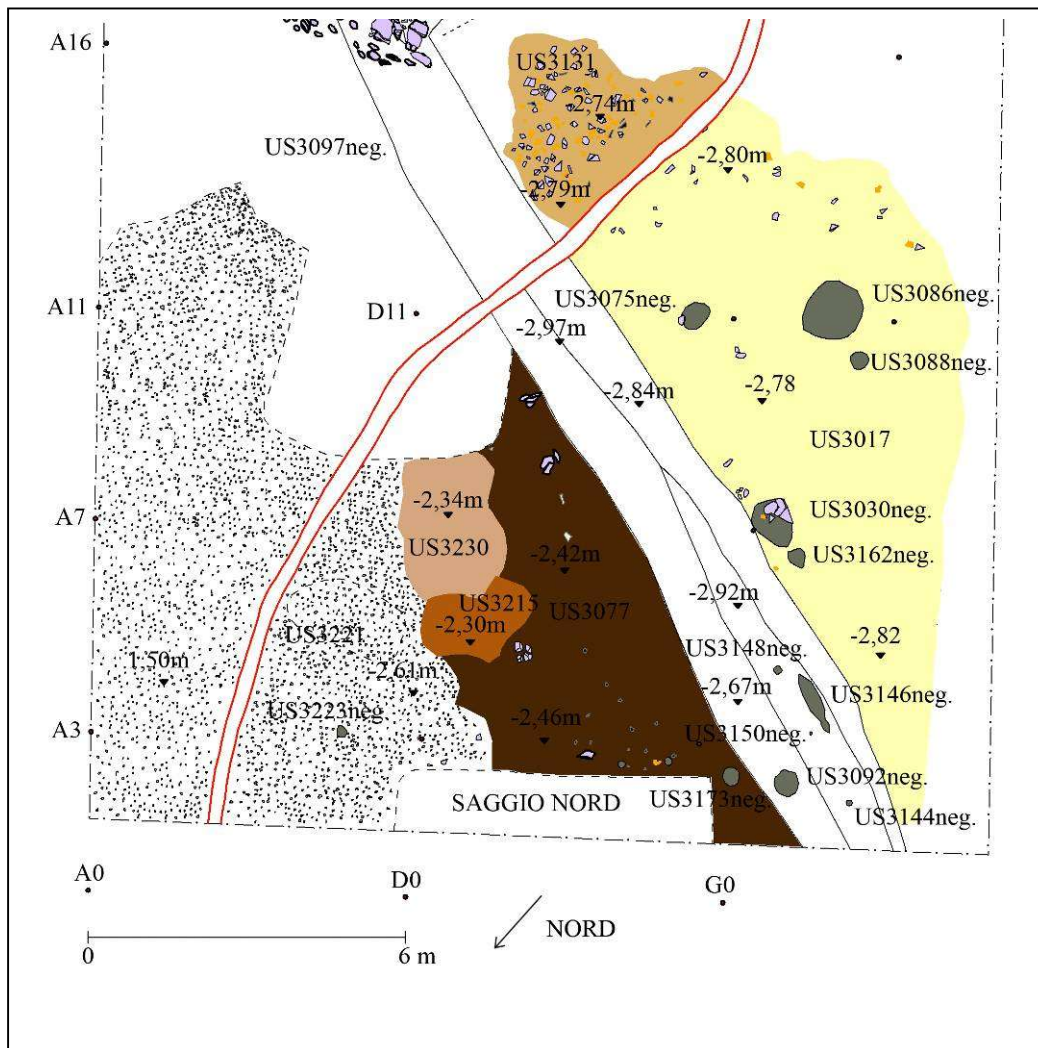 A16
US3131
2,74m
US3097neg.
-2,80m
-2,79m
A11
D11
US3075neg.
US3086neg.
-2,97m
US3088neg.
-2,84m
-2,78
US3017
-2,34m
A7
US3030neg.
US3230
-2,42m
US3162neg.
-2,92m
US3215
US3077
-2,30m
US3221
-2,82
US3148neg.
1,50m
-2,61m
-2,67m
US3146neg.
US3223neg
A3
-2,46m
US3150neg.
US3092neg.
SAGGIO NORD
US3173neg.
US3144neg.
A0
D0
G0
NORD
0
6 m